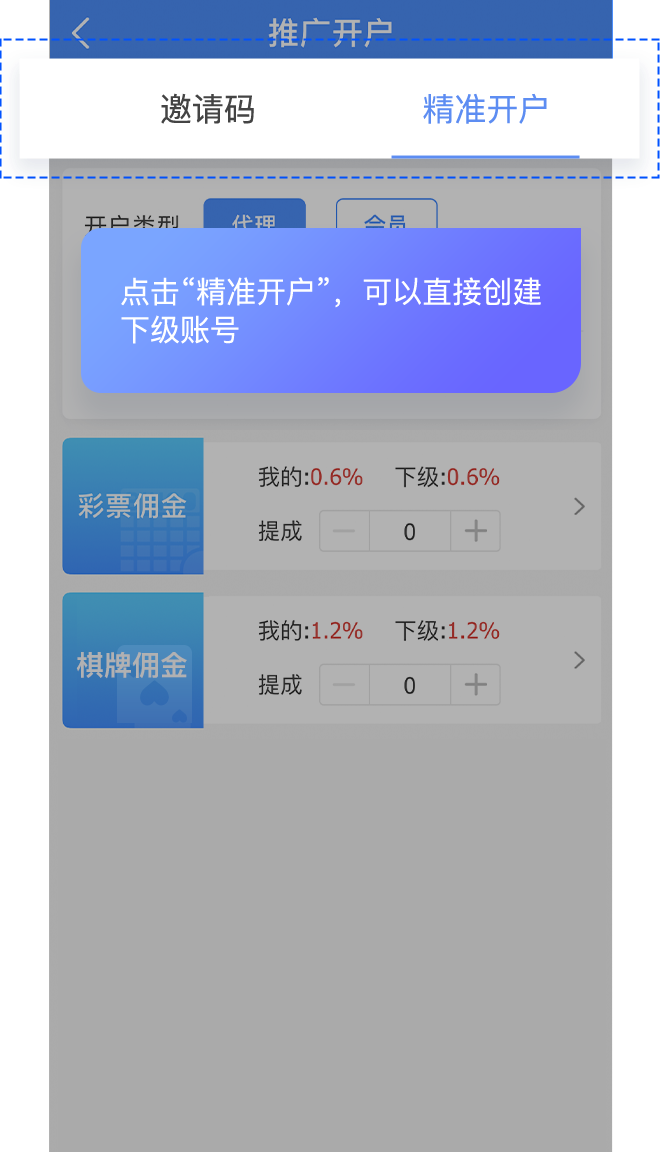 推广开户
邀请码 精准开户
开户类型 代理 会员
点击“精准开户”，可以直接创建
下级账号
彩票佣金
我的:0.6% 下级:0.6%
提成 0
棋牌佣金
我的:1.2% 下级:1.2%
提成 0